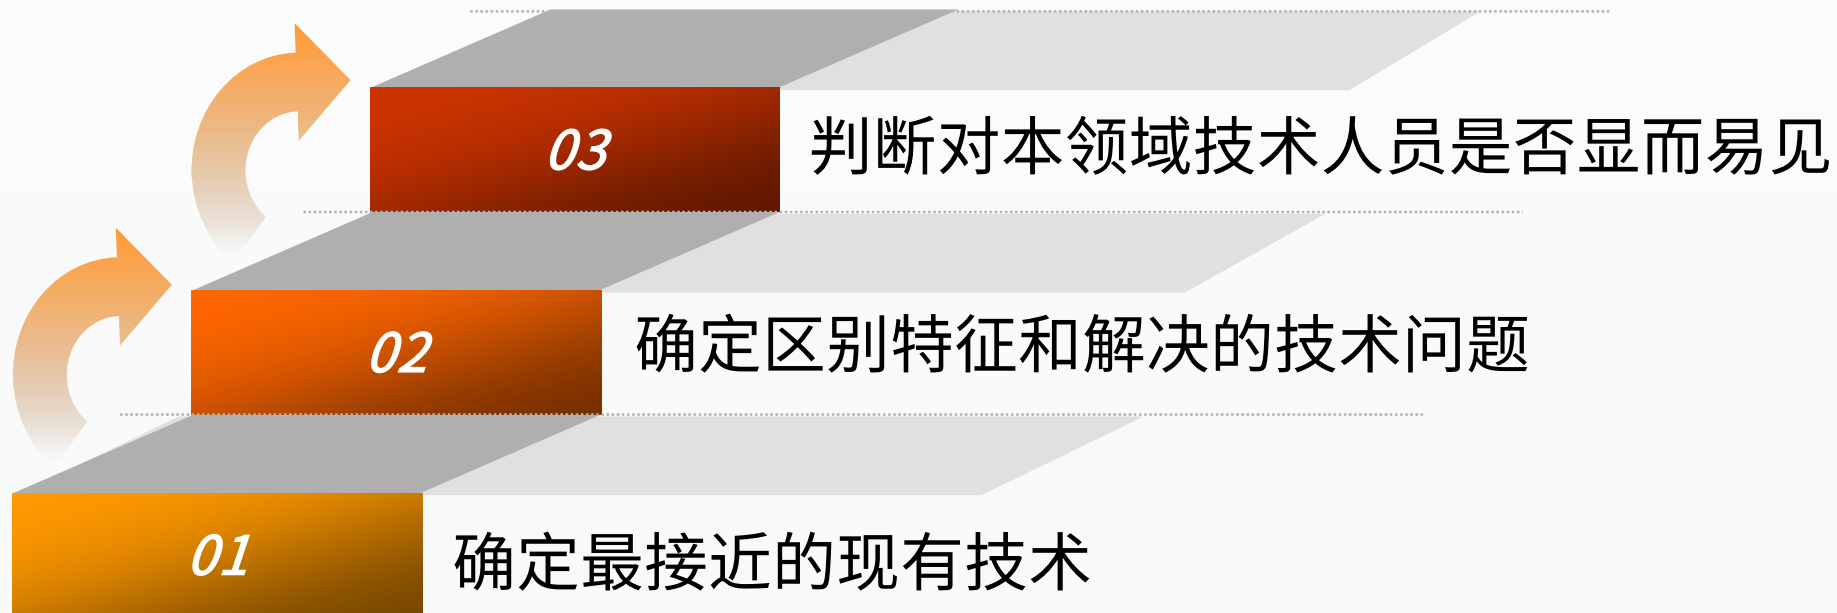 03
判断对本领域技术人员是否显而易见
02
确定区别特征和解决的技术问题
01
确定最接近的现有技术